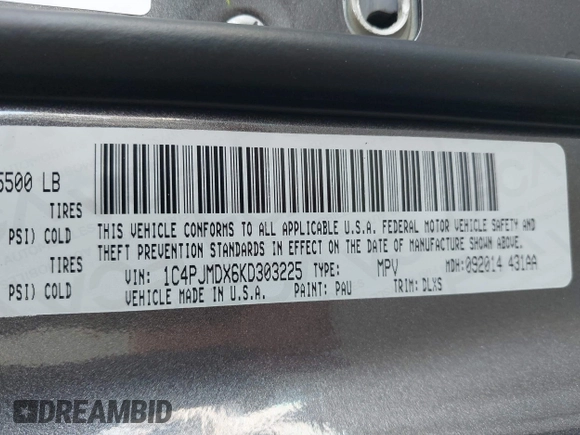 5500 LB
TIRES
PSI) COLD
TIRES
PSI) COLD
THIS VEHICLE CONFORMS TO ALL APPLICABLE U.S.A. FEDERAL MOTOR VEHICLE SAFETY AND
THEFT PREVENTION STANDARDS IN EFFECT ON THE DATE OF MANUFACTURE SHOWN ABOVE.
VIN: 1C4PJMDX6KD303225 TYPE: MPV MDH: 092014 431AA
VEHICLE MADE IN U.S.A. PAINT: PAU TRIM: DLXS
DREAMBID